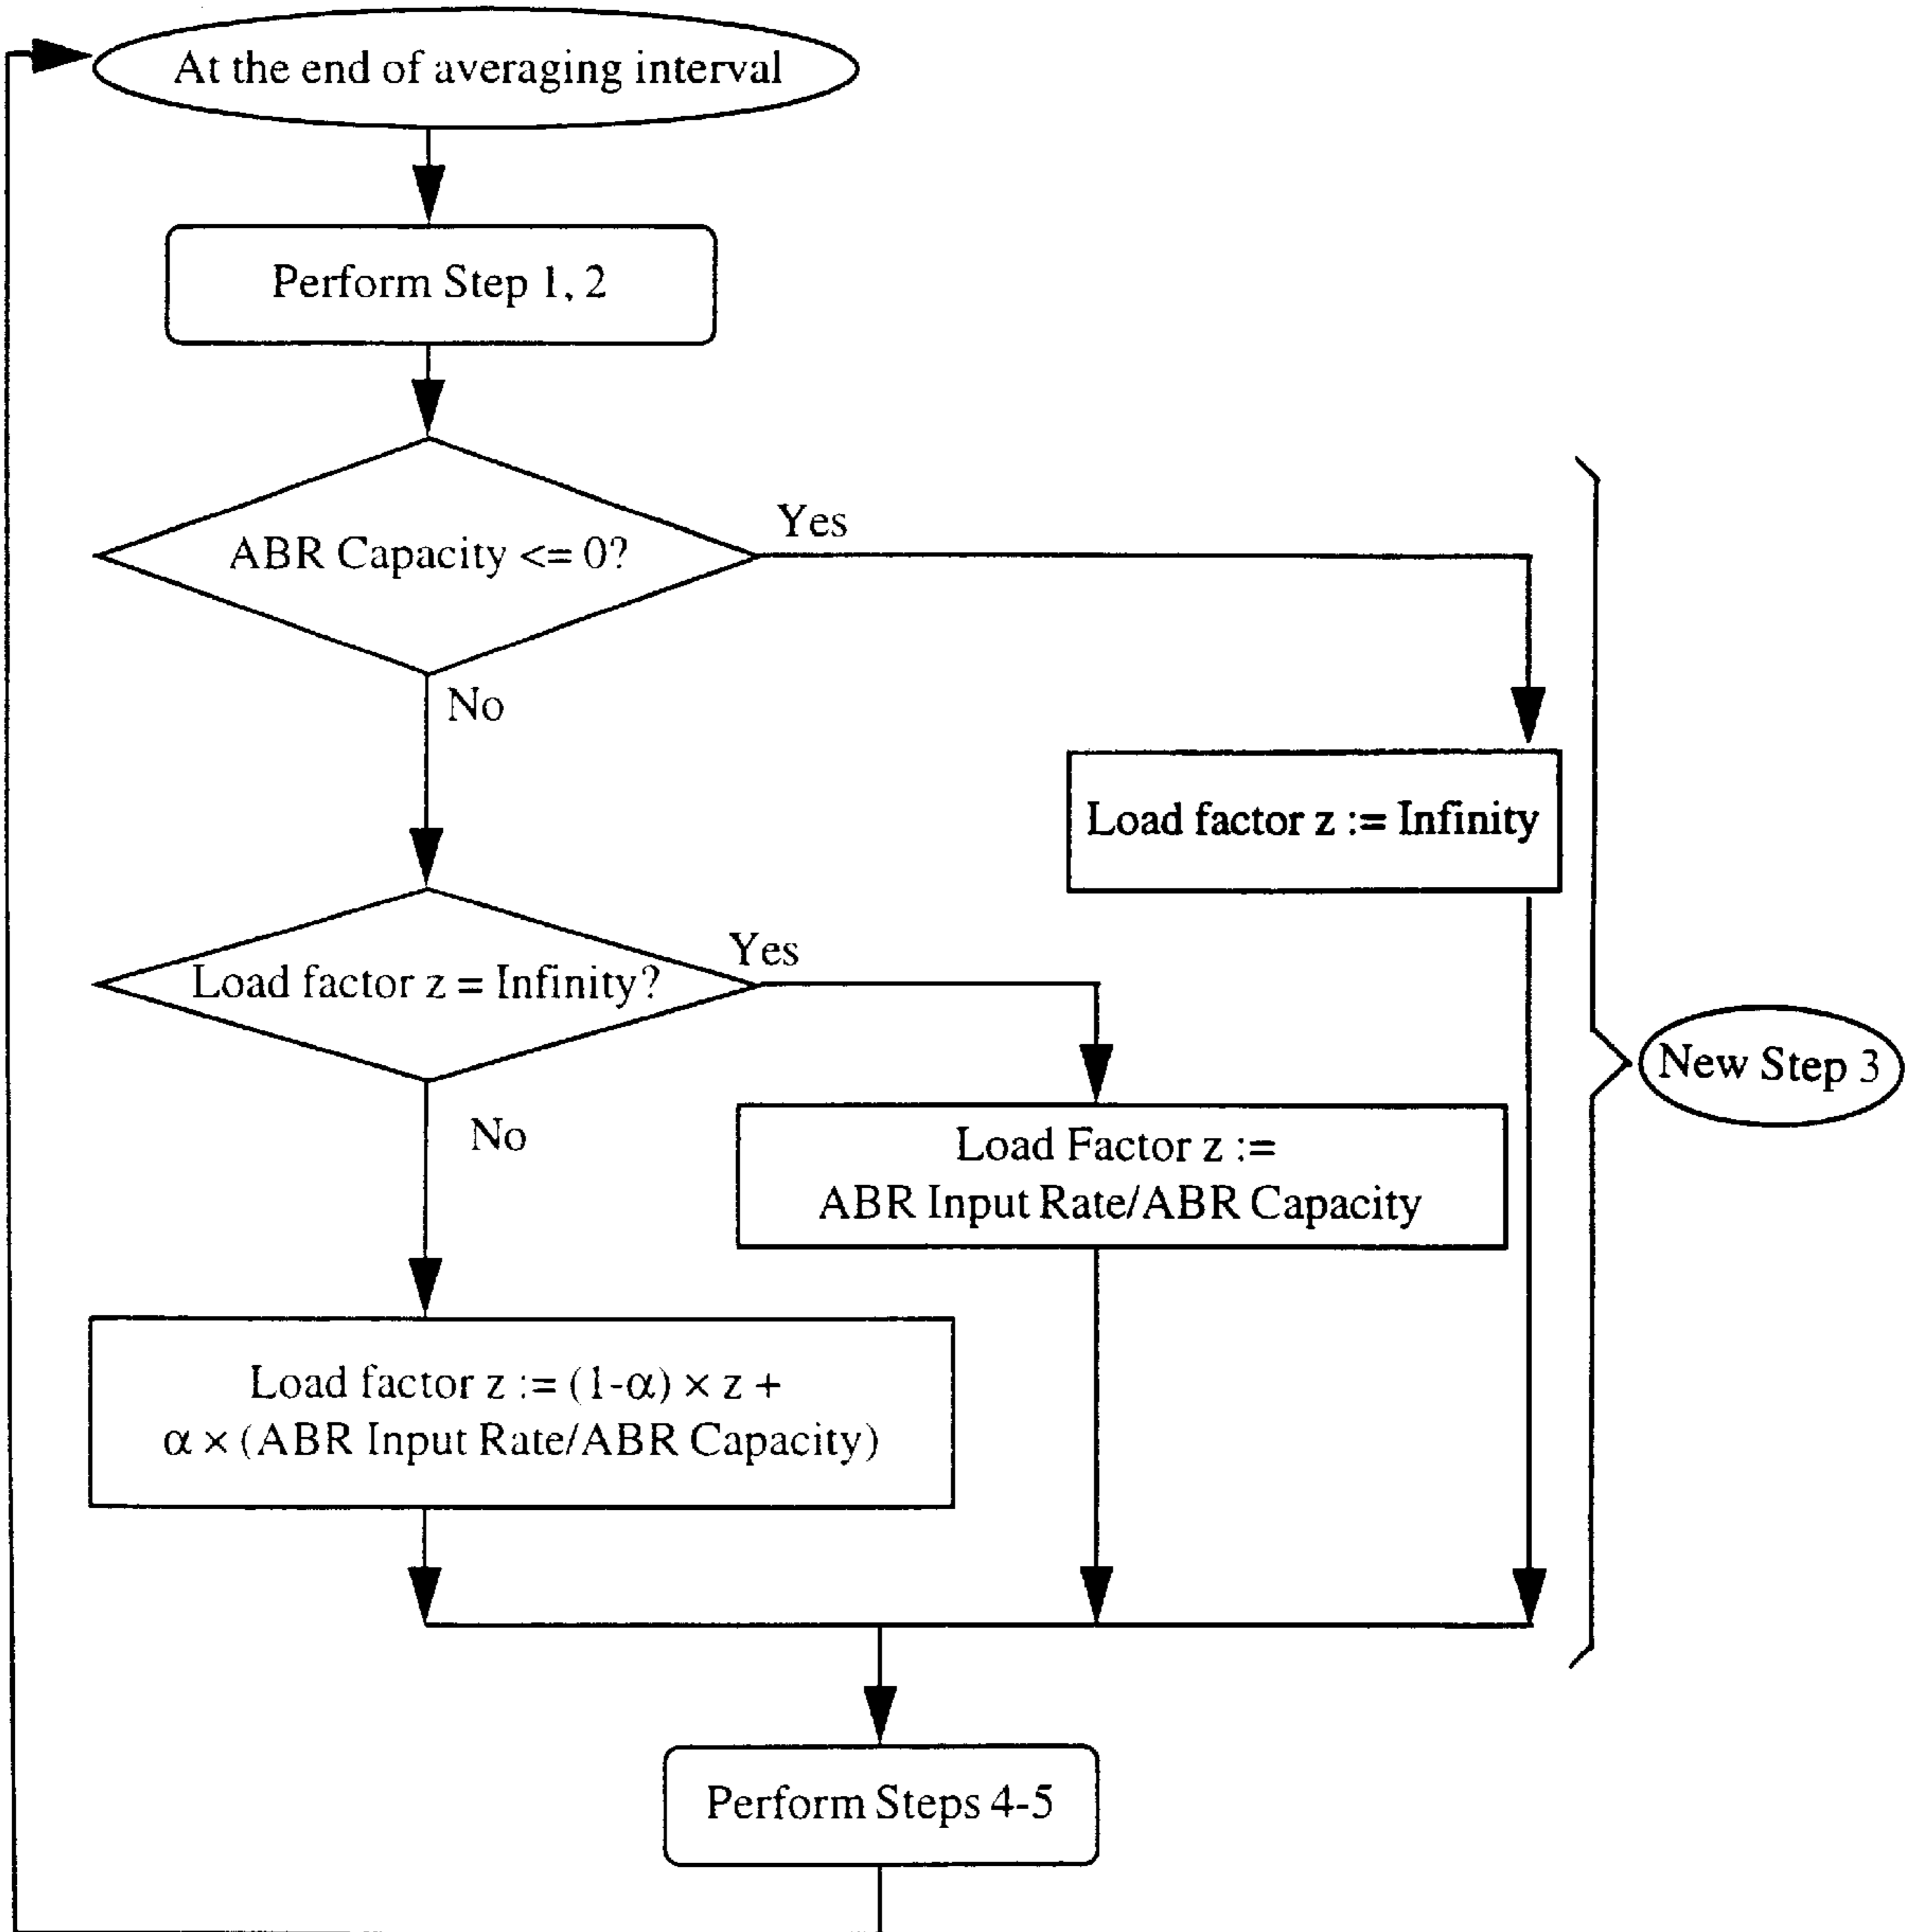 At the end of averaging interval
Perform Step 1, 2
ABR Capacity <= 0?
Yes
No
Load factor z := Infinity
Load factor z = Infinity?
Yes
No
New Step 3
Load Factor z :=
ABR Input Rate/ABR Capacity
Load factor z := (1-α) × z +
α × (ABR Input Rate/ABR Capacity)
Perform Steps 4-5